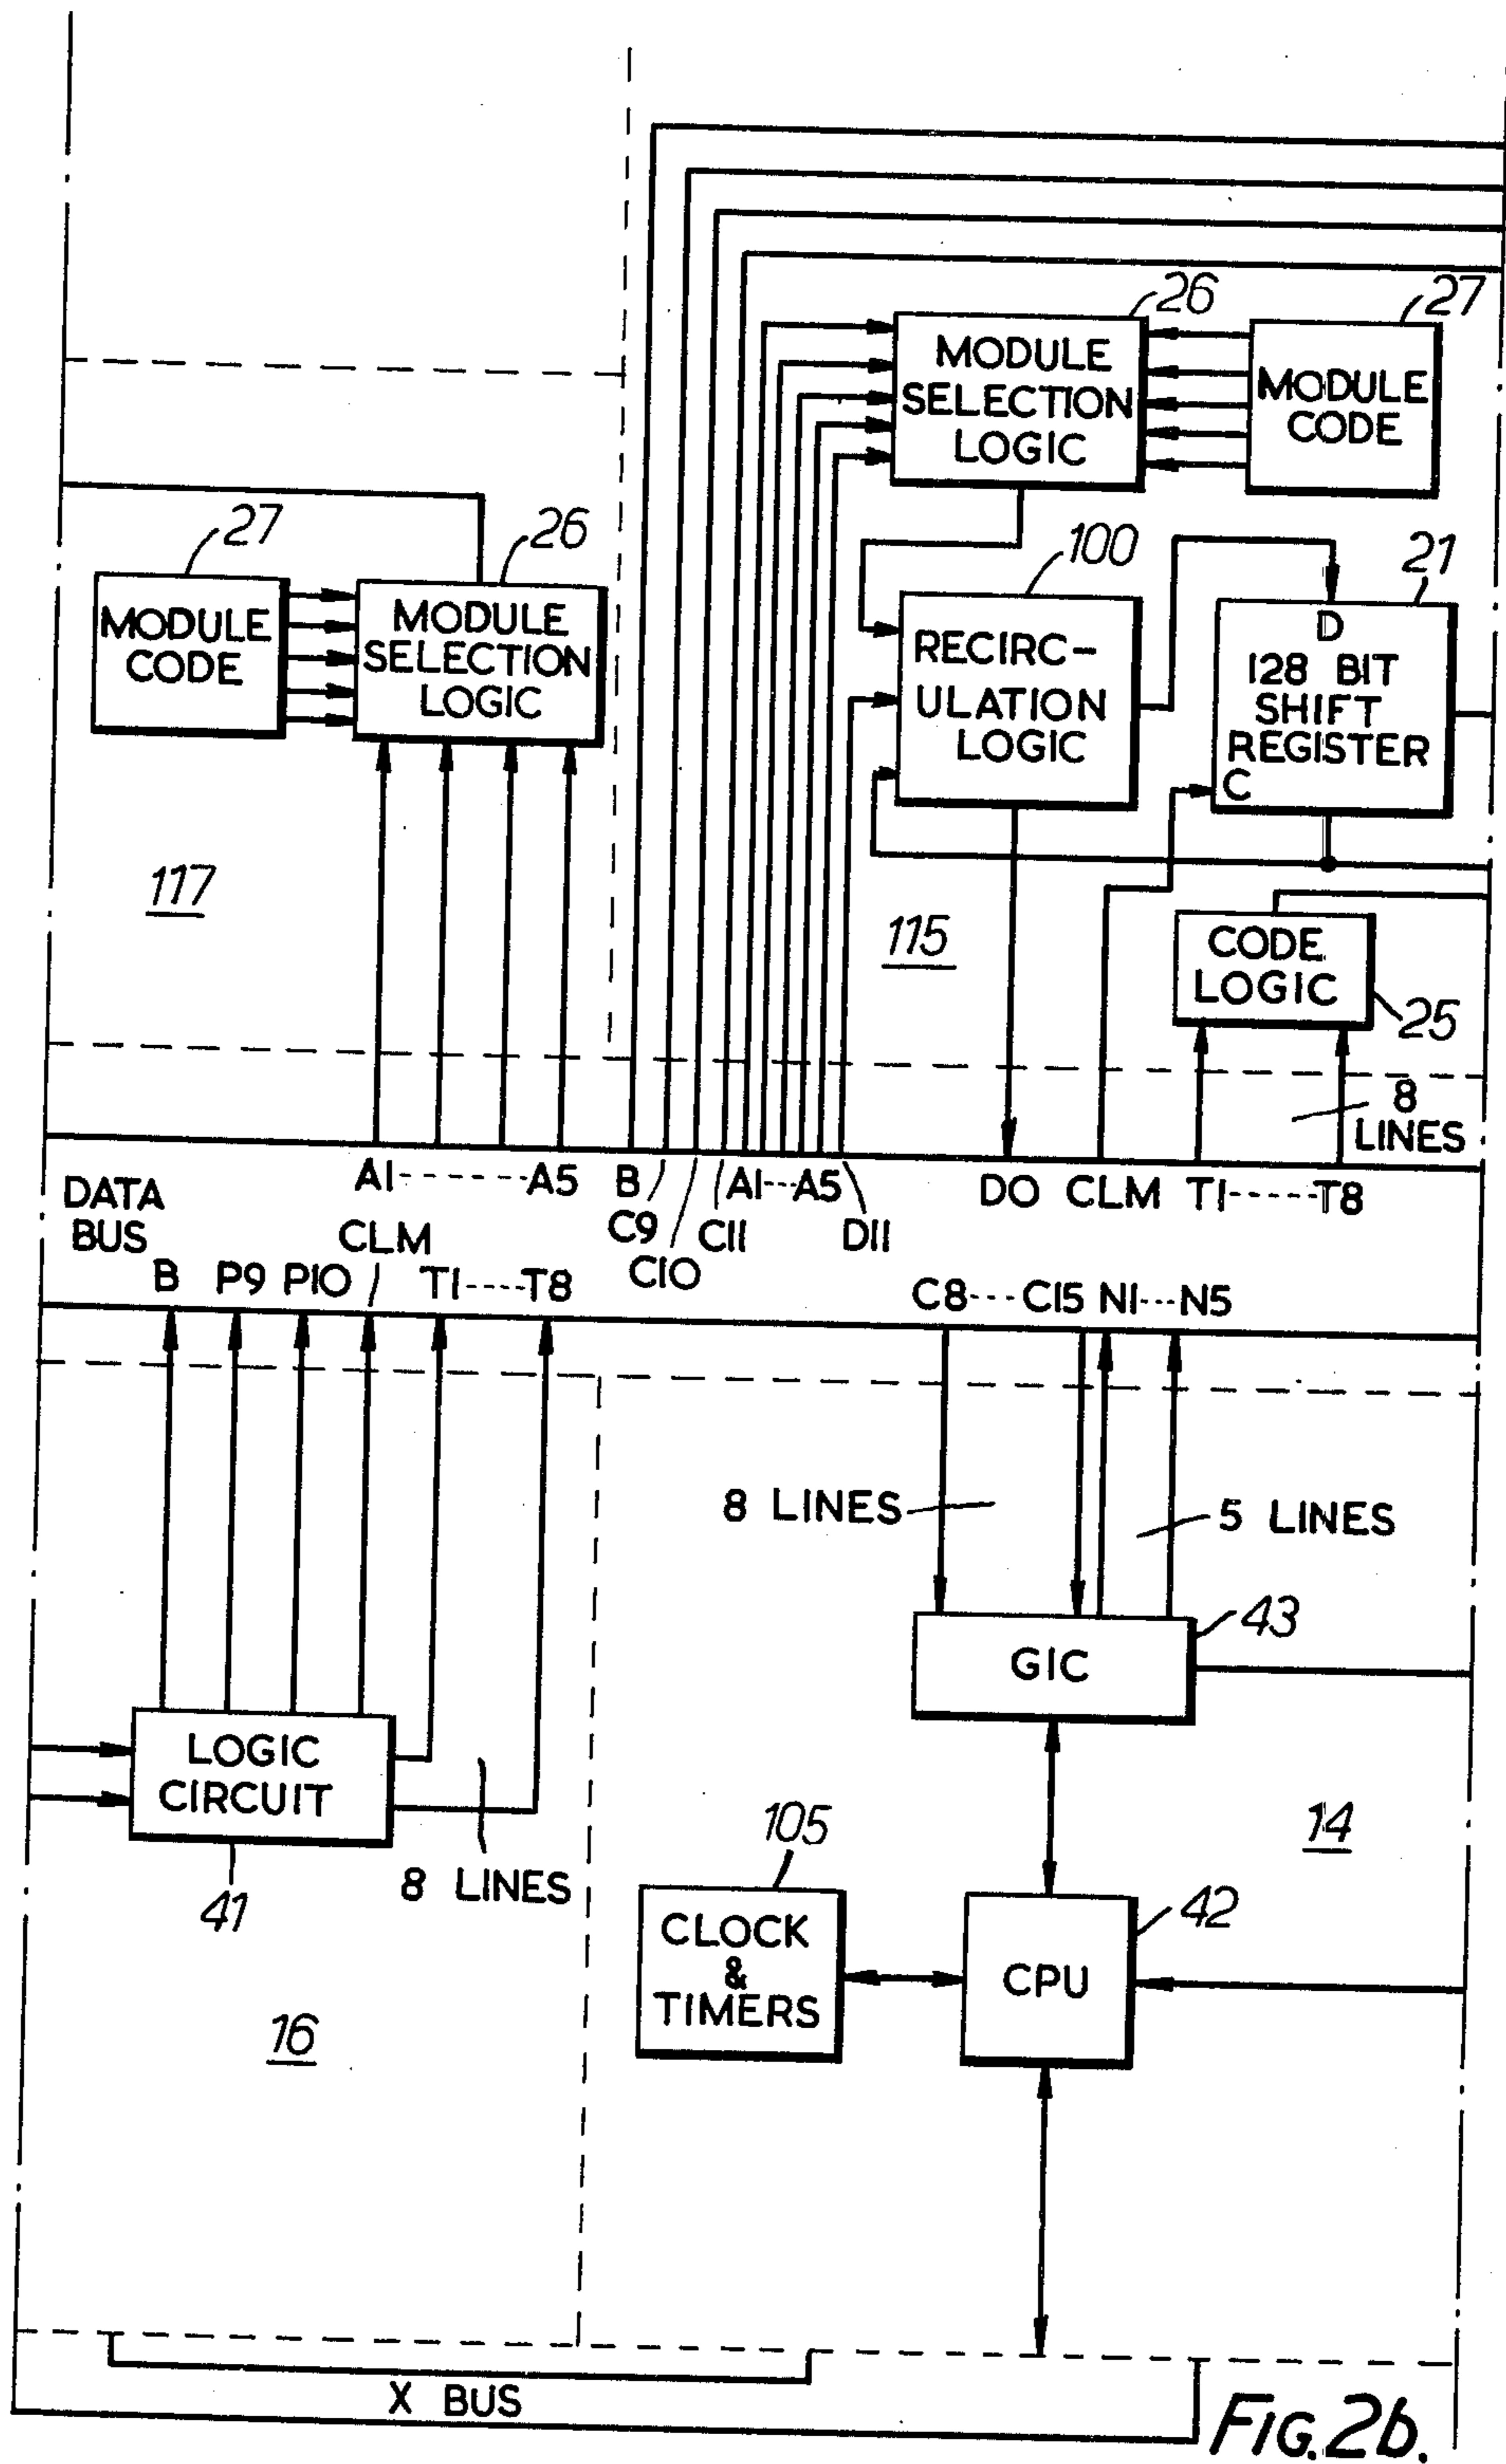 26
27
MODULE
SELECTION
LOGIC
MODULE
CODE
27
26
MODULE
CODE
MODULE
SELECTION
LOGIC
100
21
RECIRC-
ULATION
LOGIC
D
128 BIT
SHIFT
REGISTER
C
117
115
CODE
LOGIC
25
8
LINES
DATA
BUS
A1------A5
B
C9
C10
C11
A1---A5
D11
DO
CLM
T1-----T8
B
P9
P10
CLM
T1----T8
C8---C15
N1---N5
8 LINES
5 LINES
43
GIC
LOGIC
CIRCUIT
41
8 LINES
105
14
CLOCK
&
TIMERS
42
CPU
16
X BUS
FIG. 2b.